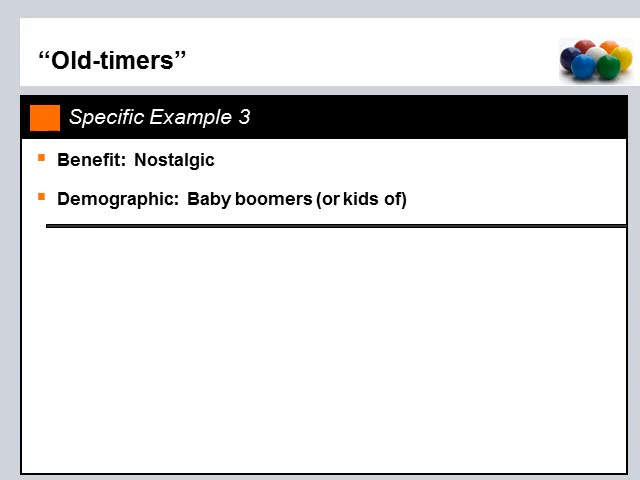 “Old-timers”
Specific Example 3
Benefit: Nostalgic
Demographic: Baby boomers (or kids of)